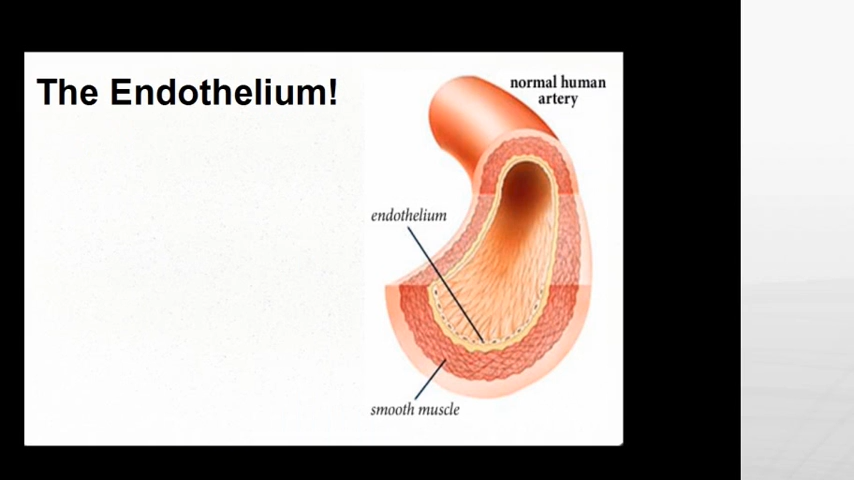 The Endothelium!
normal human
artery
endothelium
smooth muscle